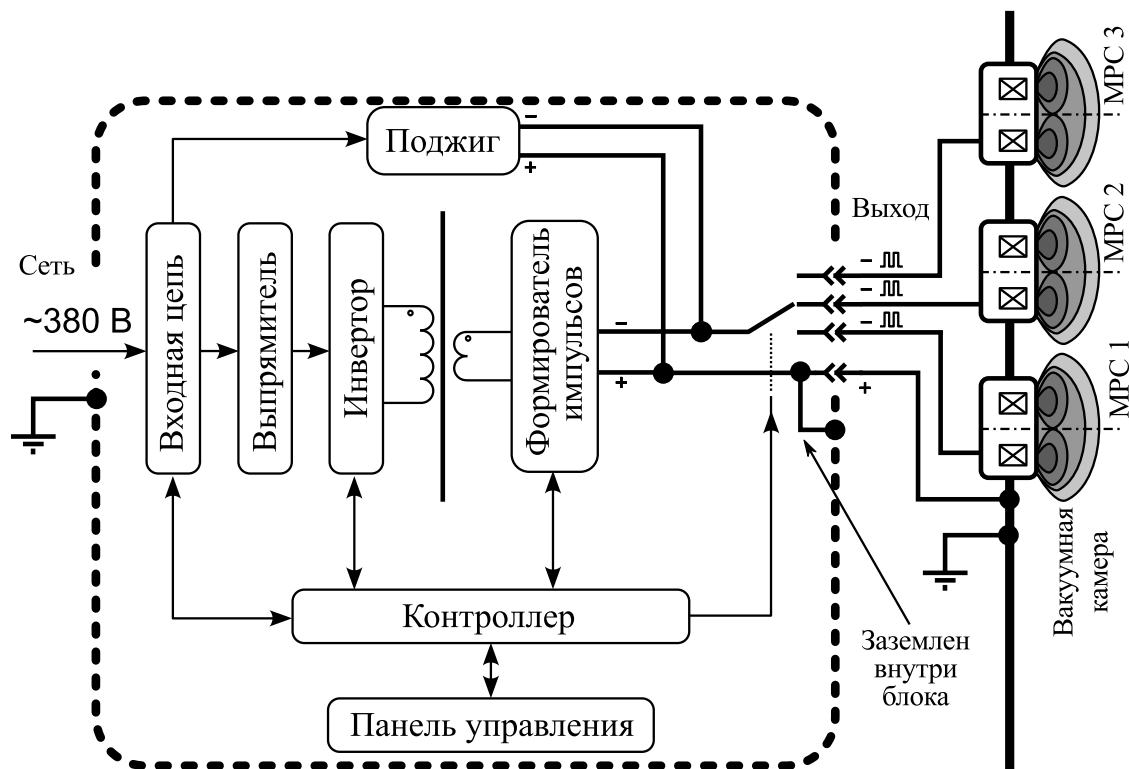 Сеть
~380 В
Входная цепь
Выпрямитель
Инвертор
Поджиг
−
+
Формирователь
импульсов
−
+
Выход
−
−
−
+
МРС 3
МРС 2
МРС 1
Вакуумная
камера
Контроллер
Панель управления
Заземлен
внутри
блока